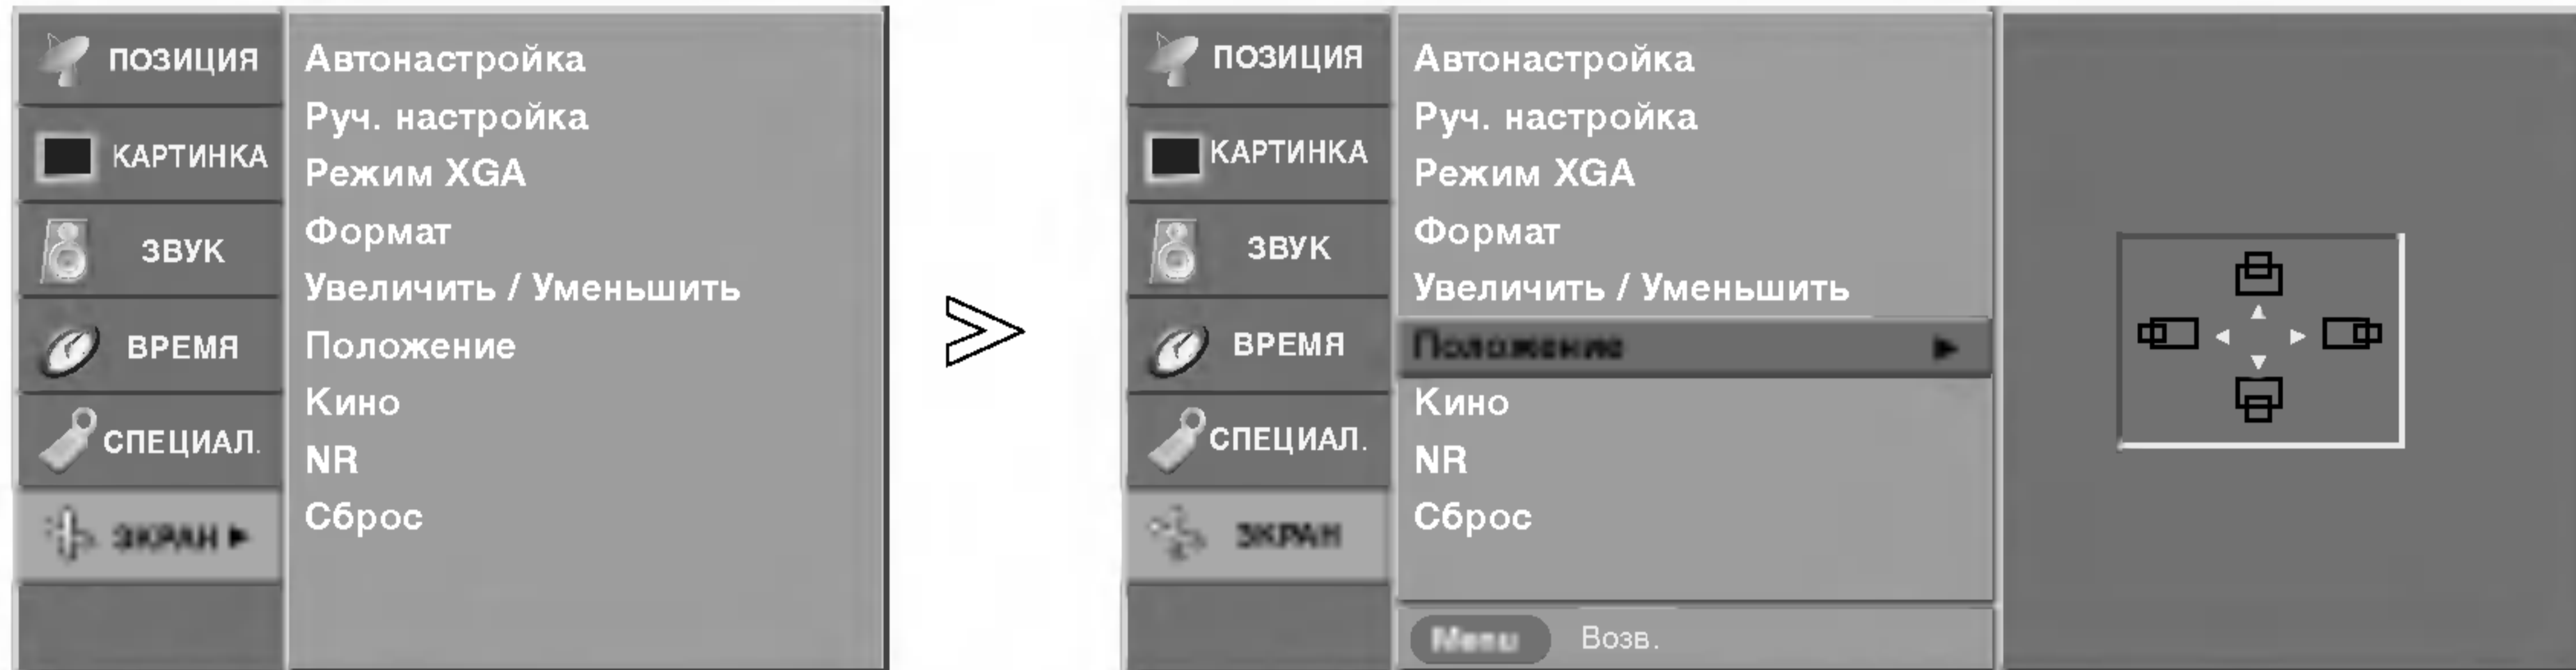 ПОЗИЦИЯ
КАРТИНКА
ЗВУК
ВРЕМЯ
СПЕЦИАЛ.
ЭКРАН
Автонастройка
Руч. настройка
Режим XGA
Формат
Увеличить / Уменьшить
Положение
Кино
NR
Сброс
ПОЗИЦИЯ
КАРТИНКА
ЗВУК
ВРЕМЯ
СПЕЦИАЛ.
ЭКРАН
Автонастройка
Руч. настройка
Режим XGA
Формат
Увеличить / Уменьшить
Положение
Кино
NR
Сброс
Menu Возв.